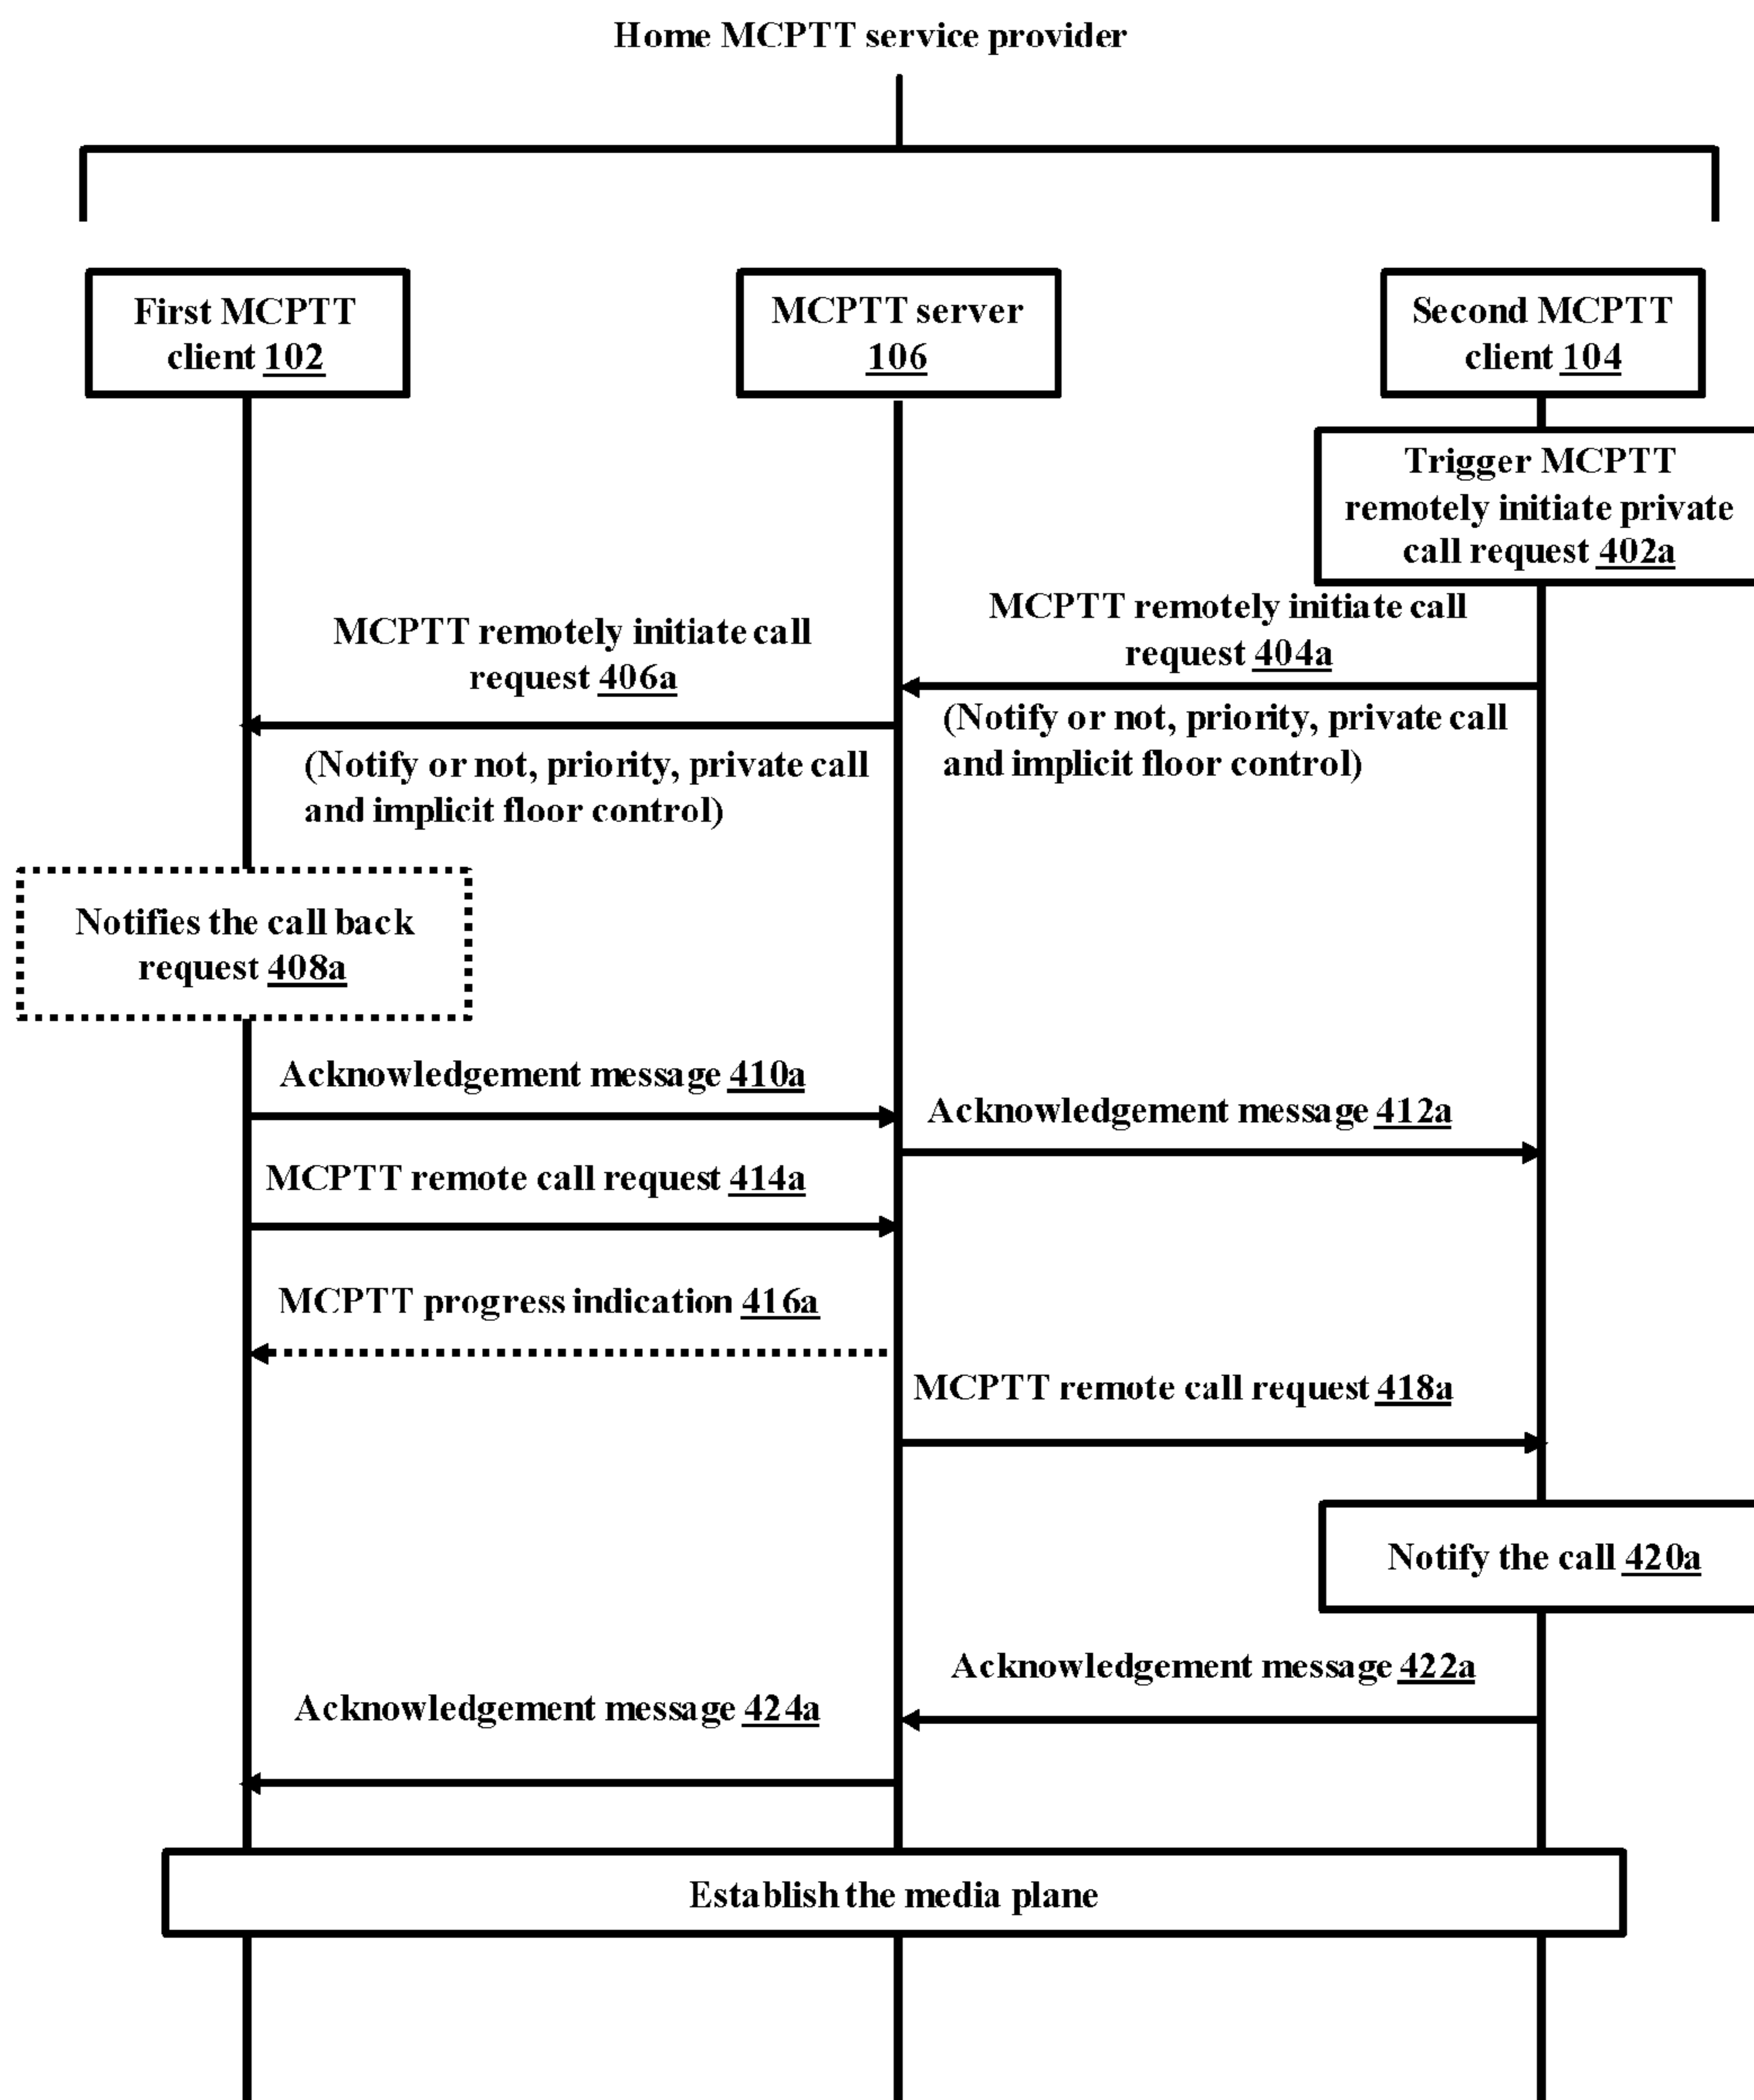 Home MCPTT service provider
First MCPTT
client 102
MCPTT server
106
Second MCPTT
client 104
Trigger MCPTT
remotely initiate private
call request 402a
MCPTT remotely initiate call
request 404a
(Notify or not, priority, private call
and implicit floor control)
MCPTT remotely initiate call
request 406a
(Notify or not, priority, private call
and implicit floor control)
Notifies the call back
request 408a
Acknowledgement message 410a
Acknowledgement message 412a
MCPTT remote call request 414a
MCPTT progress indication 416a
MCPTT remote call request 418a
Notify the call 420a
Acknowledgement message 422a
Acknowledgement message 424a
Establish the media plane